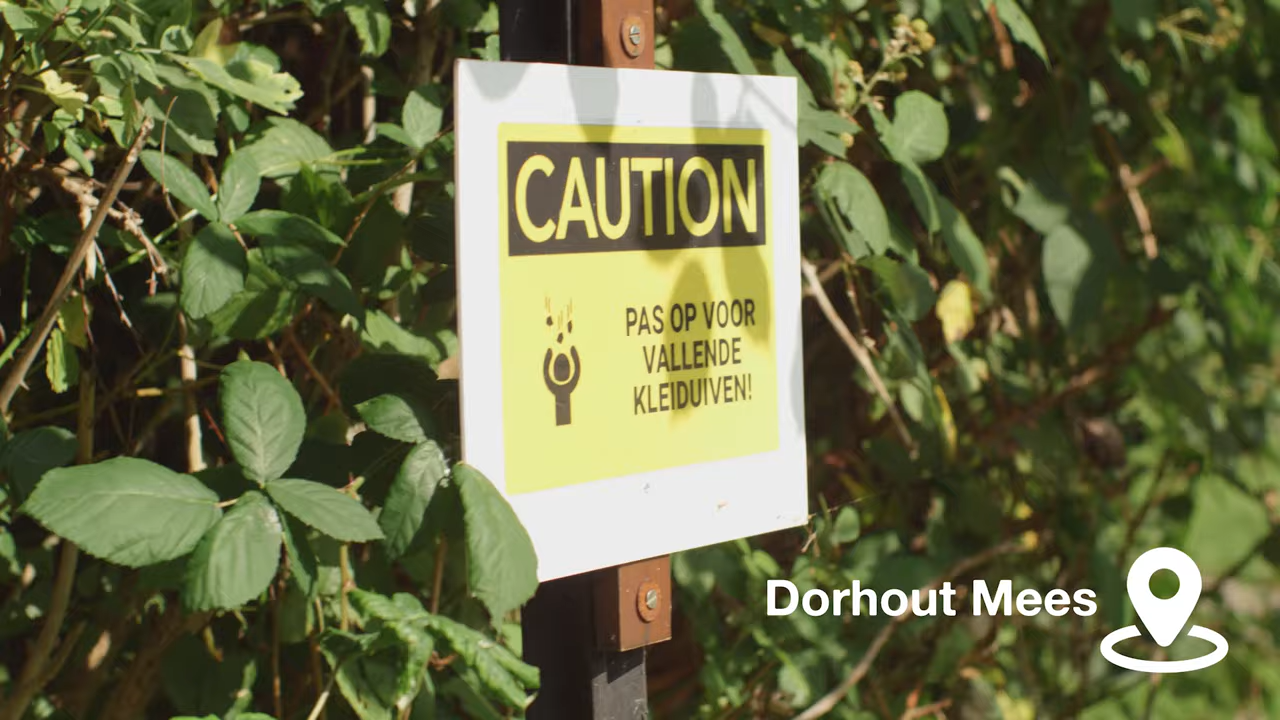 CAUTION
PAS OP VOOR
VALLENDE
KLEIDUIVEN!
Dorhout Mees